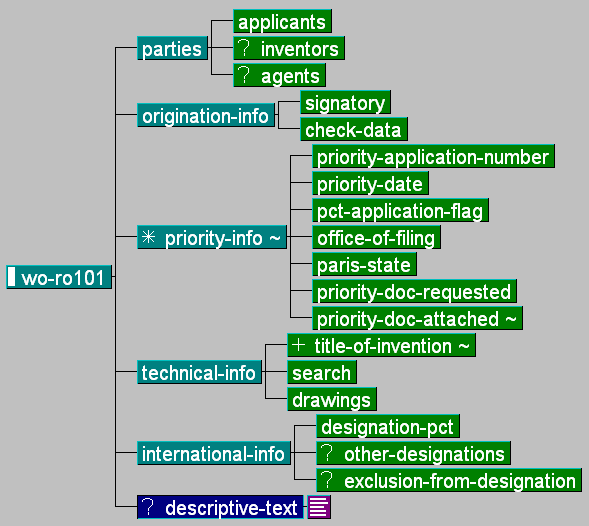 applicants
parties
? inventors
? agents
signatory
origination-info
check-data
priority-application-number
priority-date
pct-application-flag
* priority-info ~
office-of-filing
paris-state
wo-ro101
priority-doc-requested
priority-doc-attached ~
+ title-of-invention ~
technical-info
search
drawings
designation-pct
international-info
? other-designations
? exclusion-from-designation
? descriptive-text